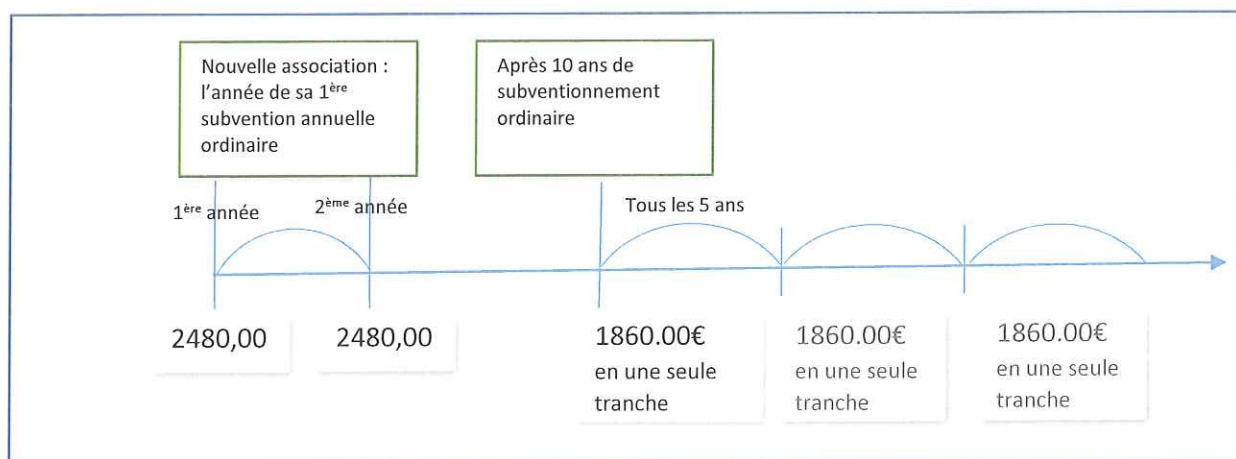 Nouvelle association :
l'année de sa 1ère
subvention annuelle
ordinaire
Après 10 ans de
subventionnement
ordinaire
1ère année
2ème année
Tous les 5 ans
2480,00
2480,00
1860.00€
en une seule
tranche
1860.00€
en une seule
tranche
1860.00€
en une seule
tranche